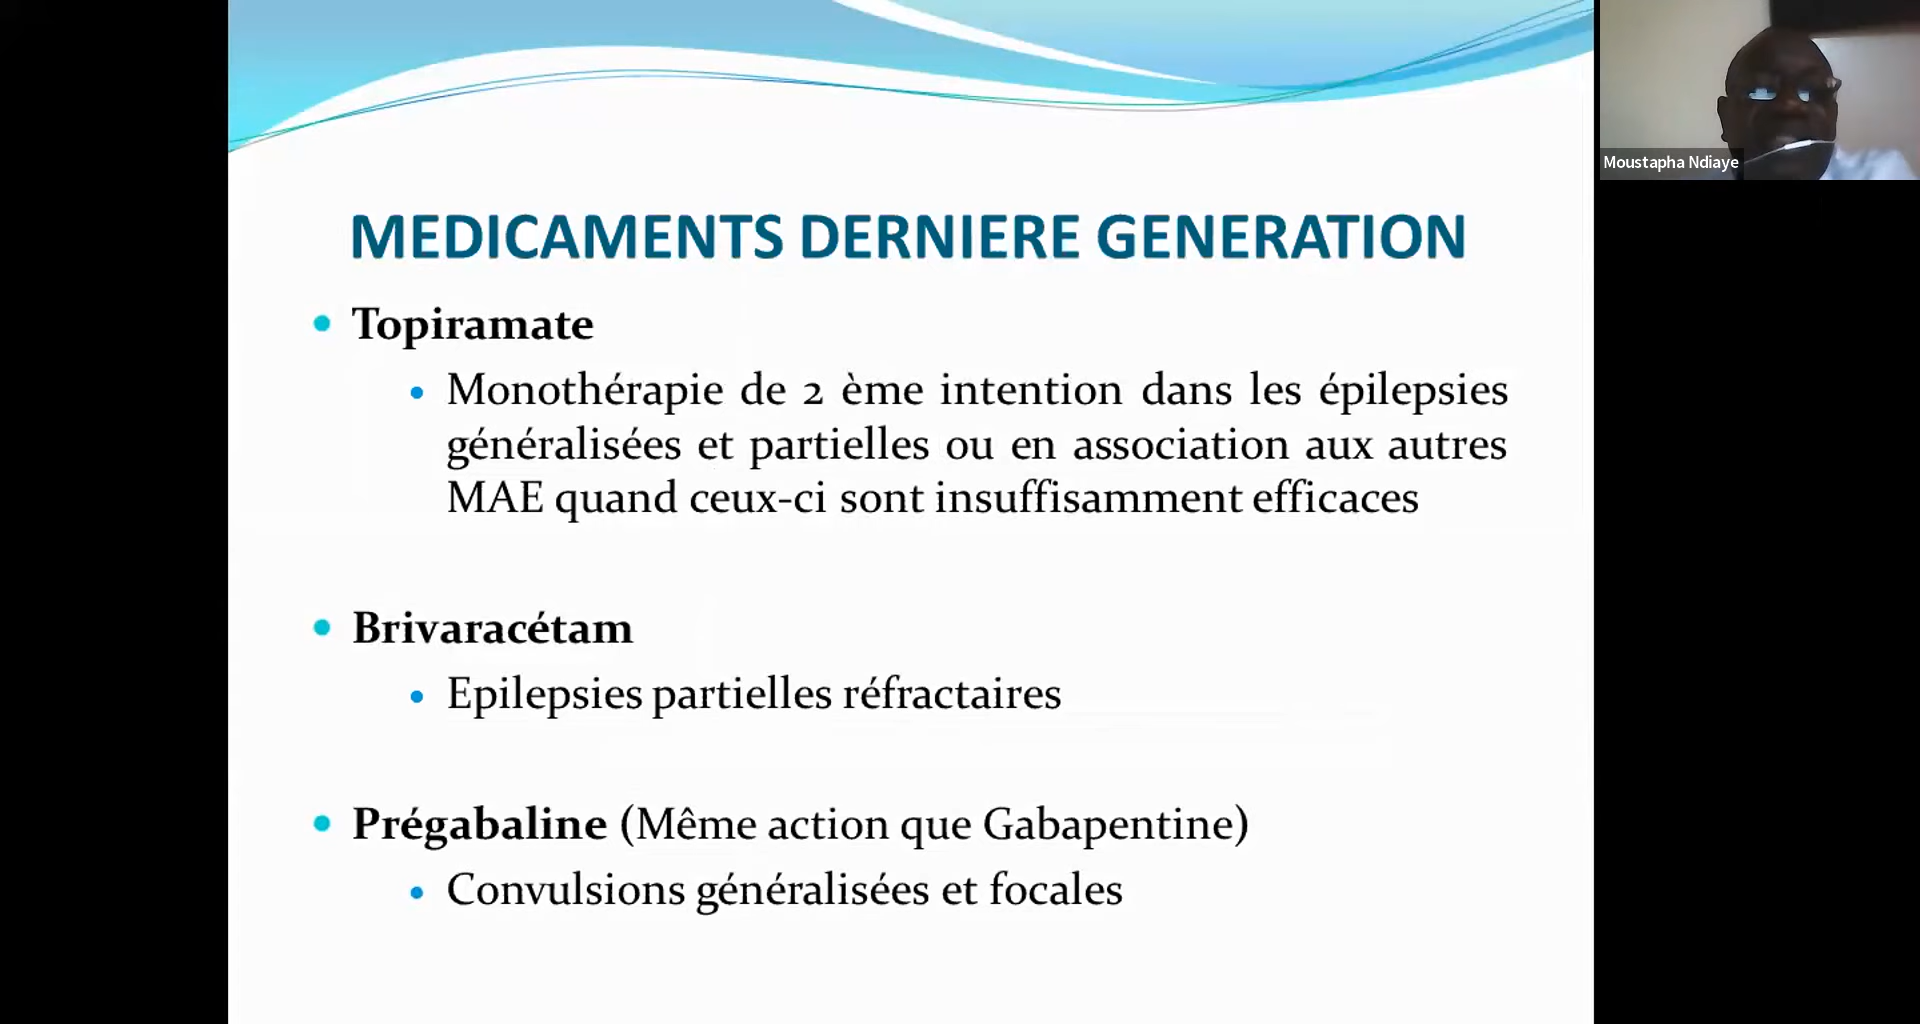 MEDICAMENTS DERNIERE GENERATION
• Topiramate
• Monothérapie de 2 ème intention dans les épilepsies
généralisées et partielles ou en association aux autres
MAE quand ceux-ci sont insuffisamment efficaces
• Brivaracétam
• Epilepsies partielles réfractaires
• Prégabaline (Même action que Gabapentine)
• Convulsions généralisées et focales
Moustapha Ndiaye